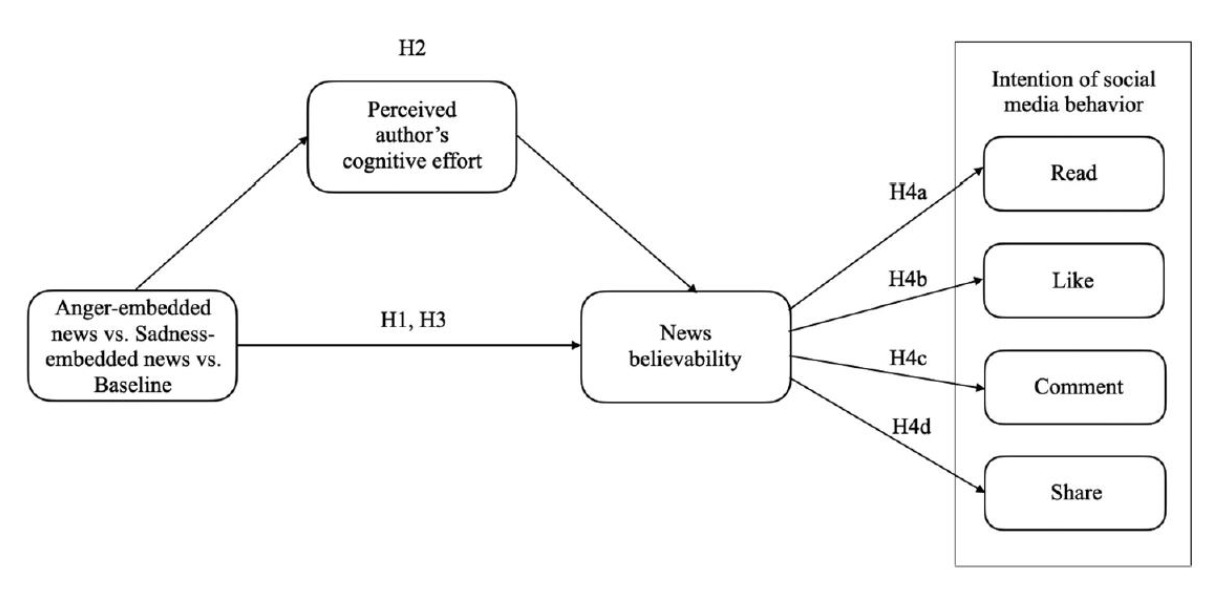 H2
Perceived
author's
cognitive effort
Anger-embedded
news vs. Sadness-
embedded news vs.
Baseline
H1, H3
News
believability
H4a
H4b
H4c
H4d
Intention of social
media behavior
Read
Like
Comment
Share